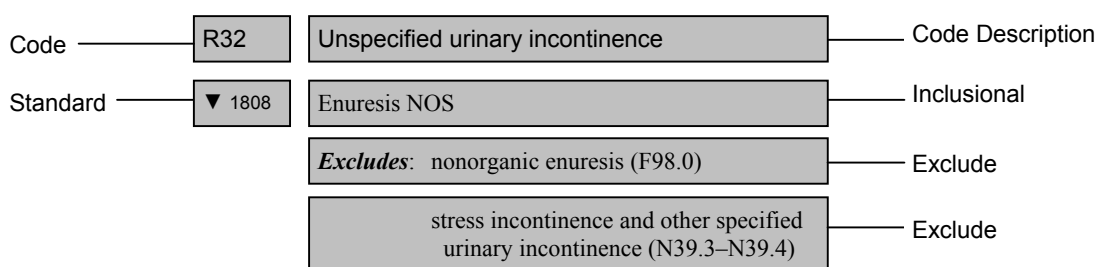 Code R32 Unspecified urinary incontinence Code Description
Standard ▼ 1808 Enuresis NOS Inclusional
Excludes: nonorganic enuresis (F98.0) Exclude
stress incontinence and other specified Exclude
urinary incontinence (N39.3–N39.4)